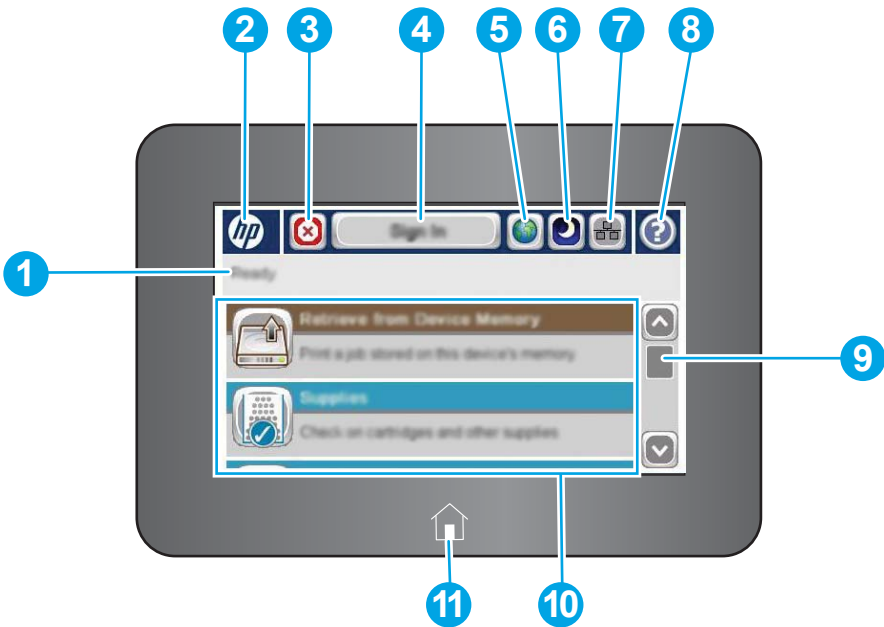 2 3 4 5 6 7 8
hp Sign In ?
1
Ready
Retrieve from Device Memory
Print a job stored on this device's memory
9
Supplies
Check on cartridges and other supplies
11 10